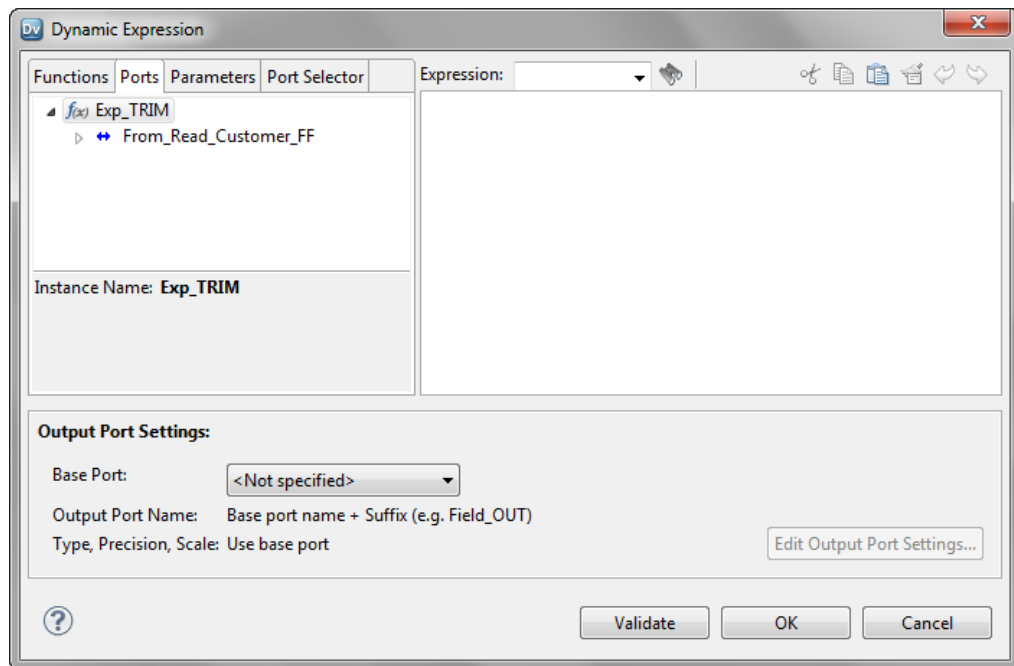 Dv Dynamic Expression
Functions Ports Parameters Port Selector
Expression:
f(x) Exp_TRIM
From_Read_Customer_FF
Instance Name: Exp_TRIM
Output Port Settings:
Base Port: <Not specified>
Output Port Name: Base port name + Suffix (e.g. Field_OUT)
Type, Precision, Scale: Use base port
Edit Output Port Settings...
?
Validate OK Cancel